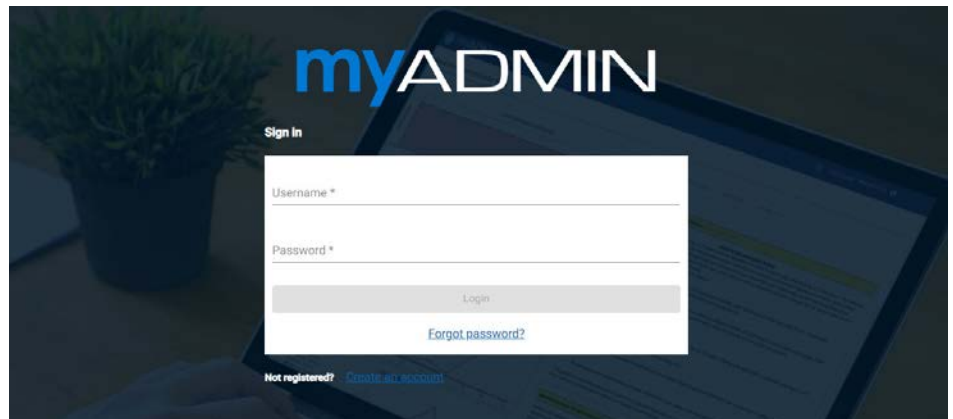 myADMIN
Sign in
Username *
Password *
Login
Forgot password?
Not registered? Create an account